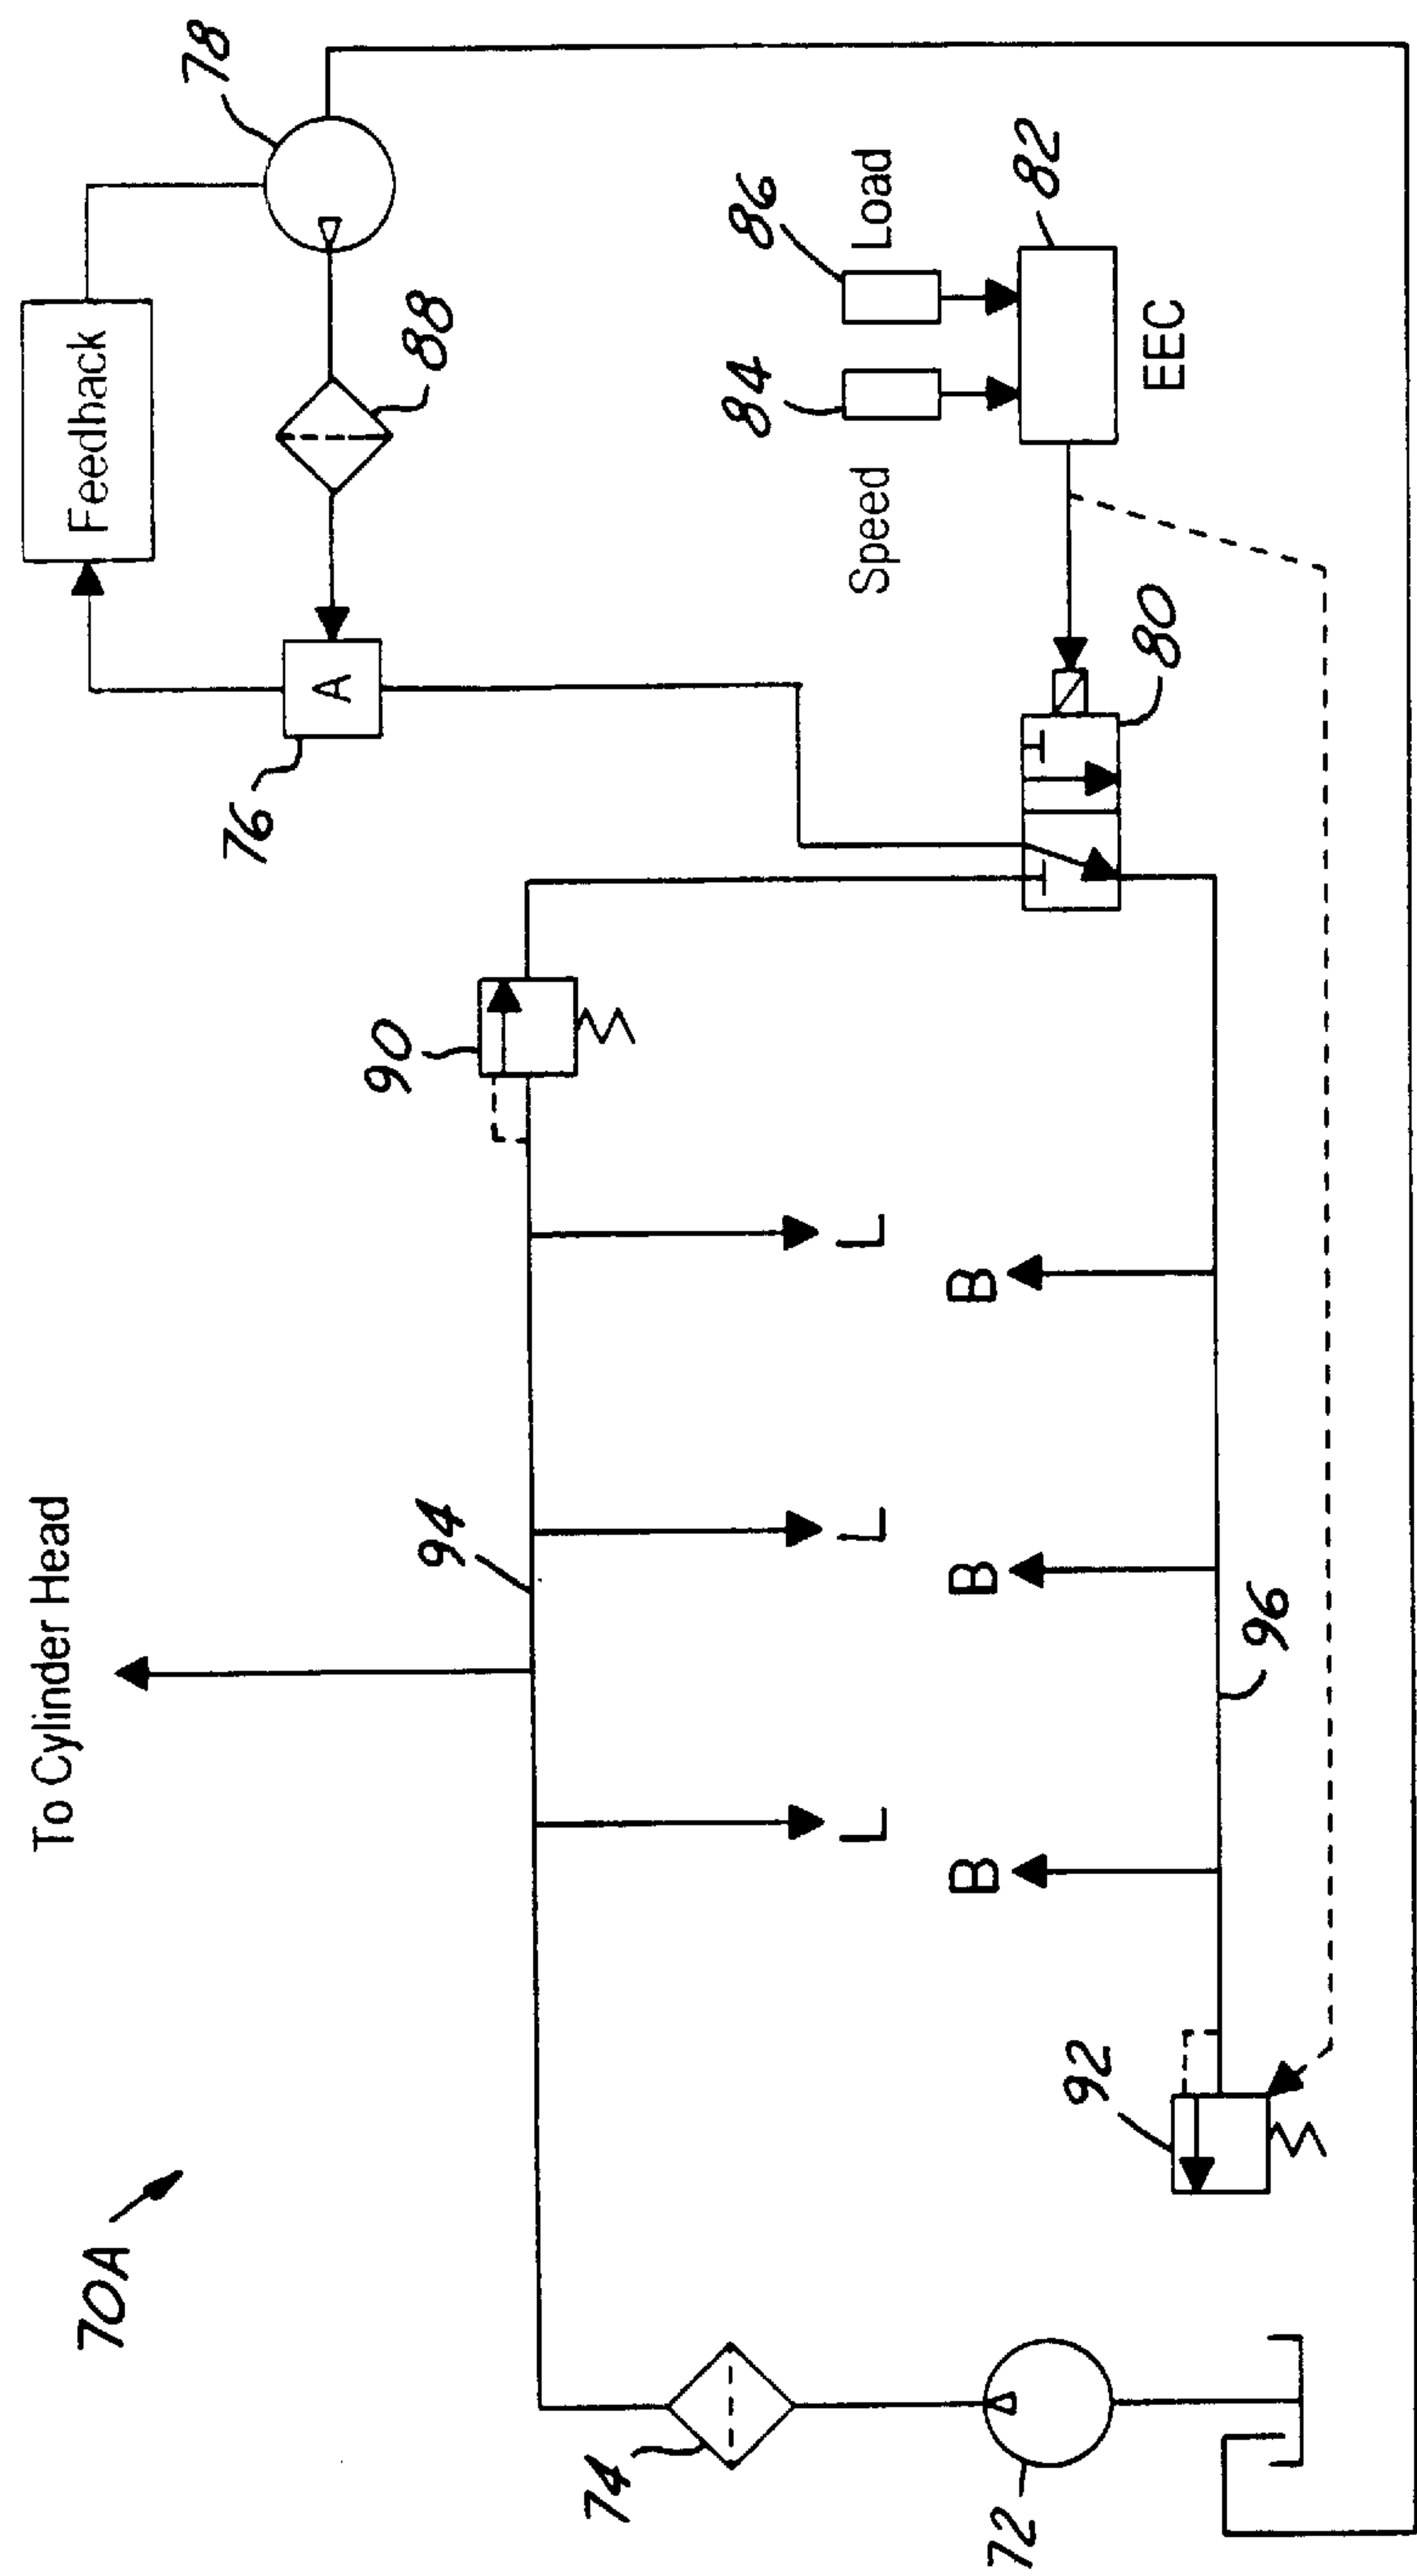 70A
To Cylinder Head
Feedback
78
76
A
88
94
90
86
Load
84
Speed
82
EEC
80
L
L
L
B
B
B
96
92
74
72